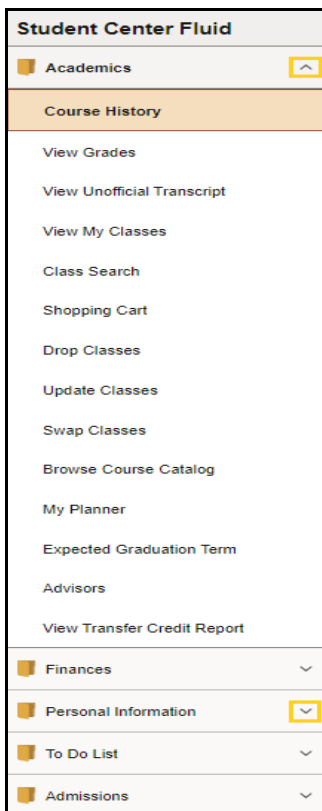 Student Center Fluid
Academics
Course History
View Grades
View Unofficial Transcript
View My Classes
Class Search
Shopping Cart
Drop Classes
Update Classes
Swap Classes
Browse Course Catalog
My Planner
Expected Graduation Term
Advisors
View Transfer Credit Report
Finances
Personal Information
To Do List
Admissions